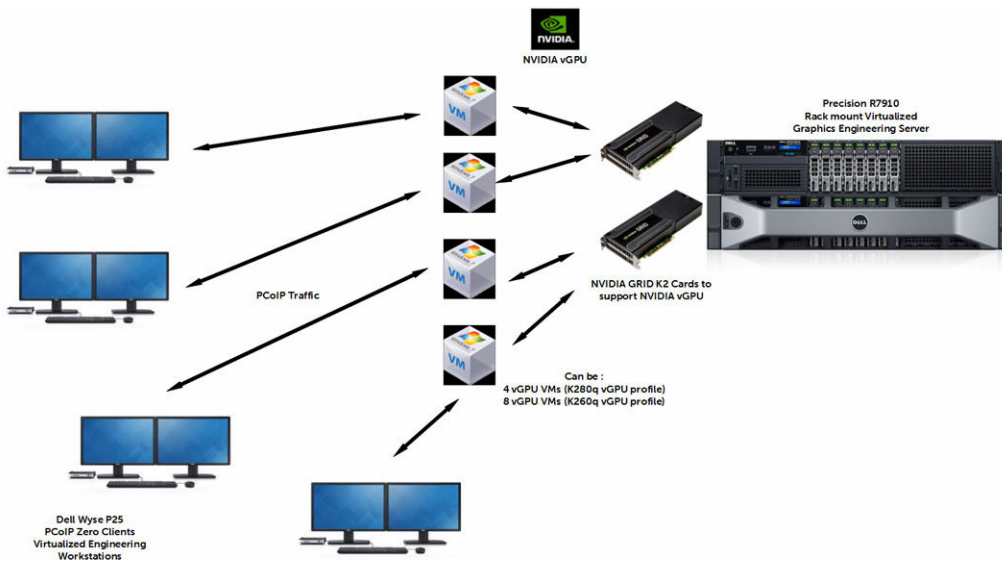 NVIDIA.
NVIDIA vGPU
VM
VM
VM
VM
Precision R7910
Rack mount Virtualized
Graphics Engineering Server
DELL
NVIDIA GRID K2 Cards to
support NVIDIA vGPU
PCoIP Traffic
Can be :
4 vGPU VMs (K280q vGPU profile)
8 vGPU VMs (K260q vGPU profile)
Dell Wyse P25
PCoIP Zero Clients
Virtualized Engineering
Workstations